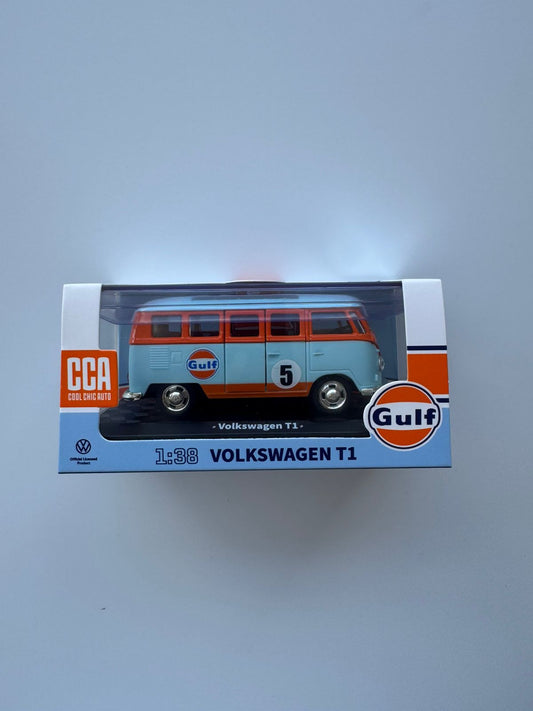 Gulf
5
CCA
COOL CHIC AUTO
- Volkswagen T1 -
Gulf
Official Licensed
Product
1:38 VOLKSWAGEN T1